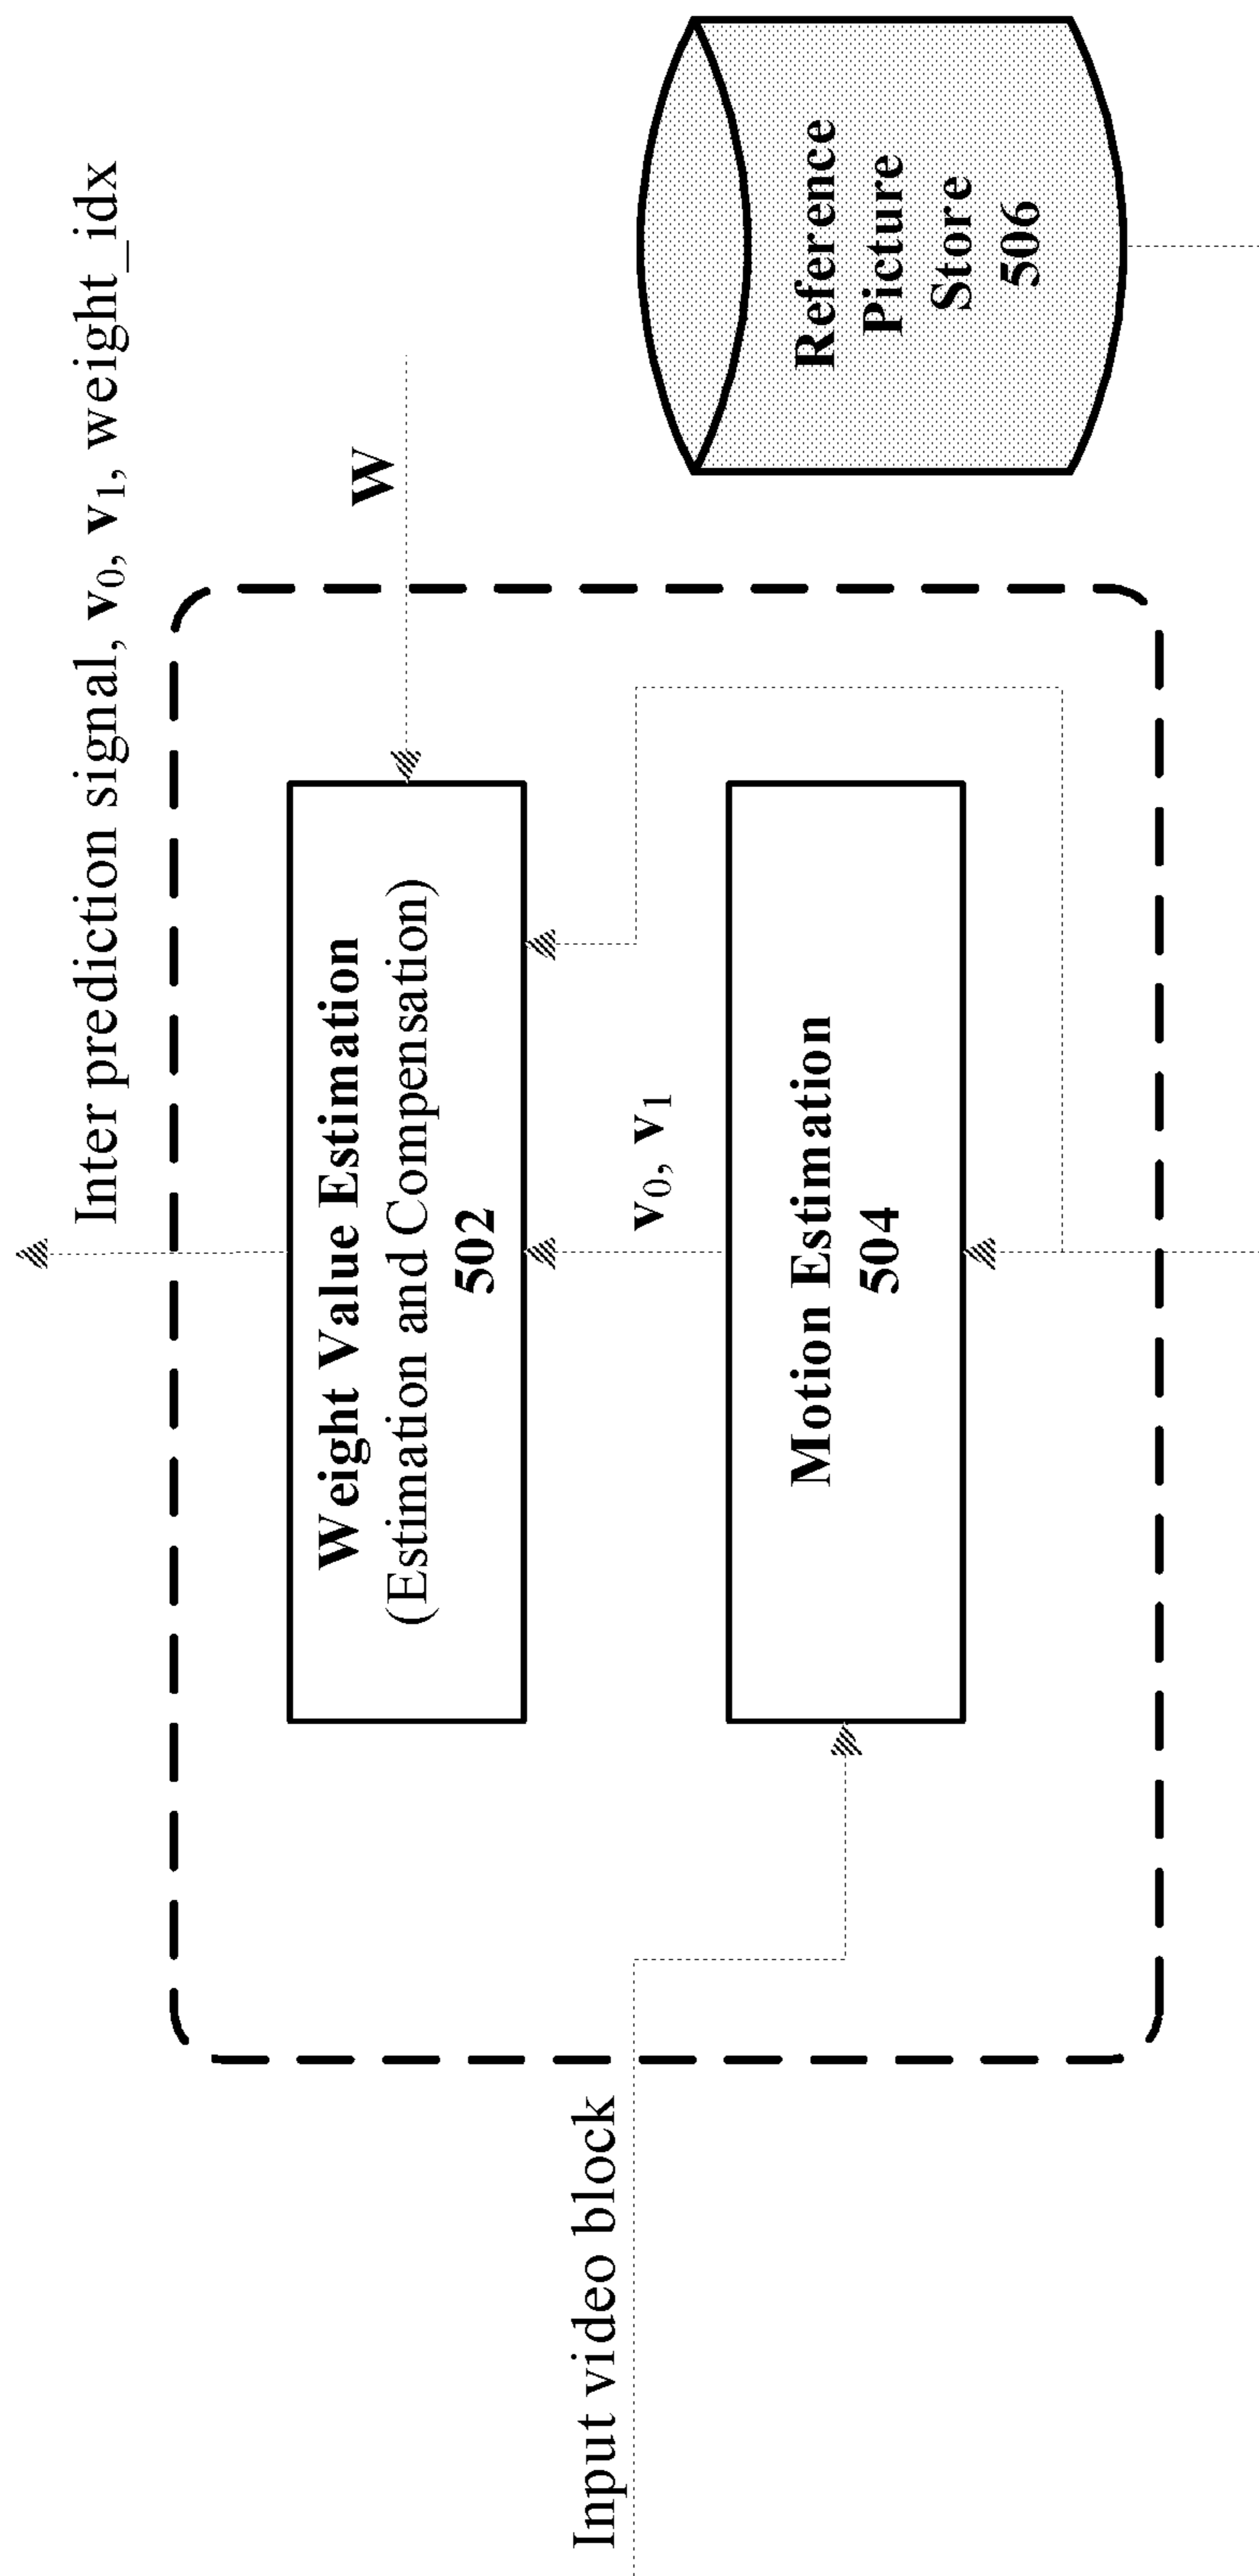 Inter prediction signal, v0, v1, weight_idx
W
Weight Value Estimation
(Estimation and Compensation)
502
v0, v1
Motion Estimation
504
Reference
Picture
Store
506
Input video block